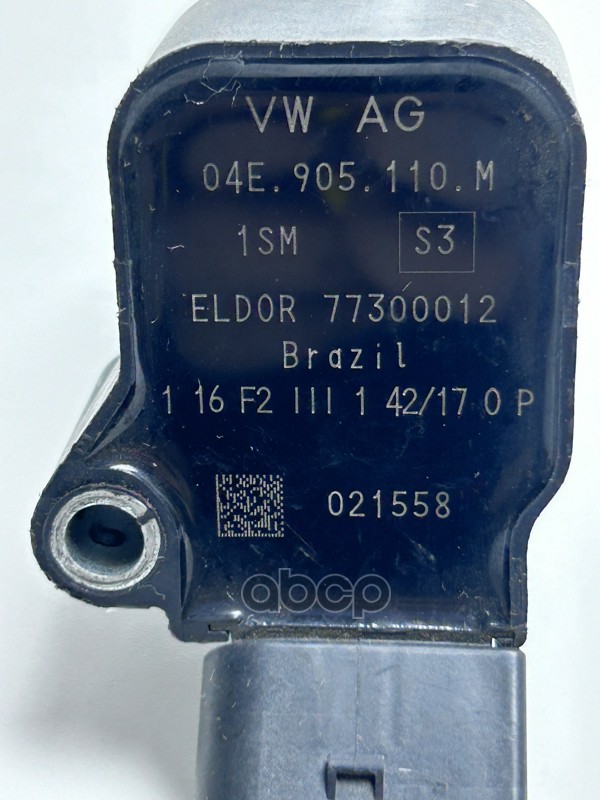 VW AG
04E.905.110.M
1SM S3
ELDOR 77300012
Brazil
1 16 F2 III 1 42/17 0 P
021558
abcp